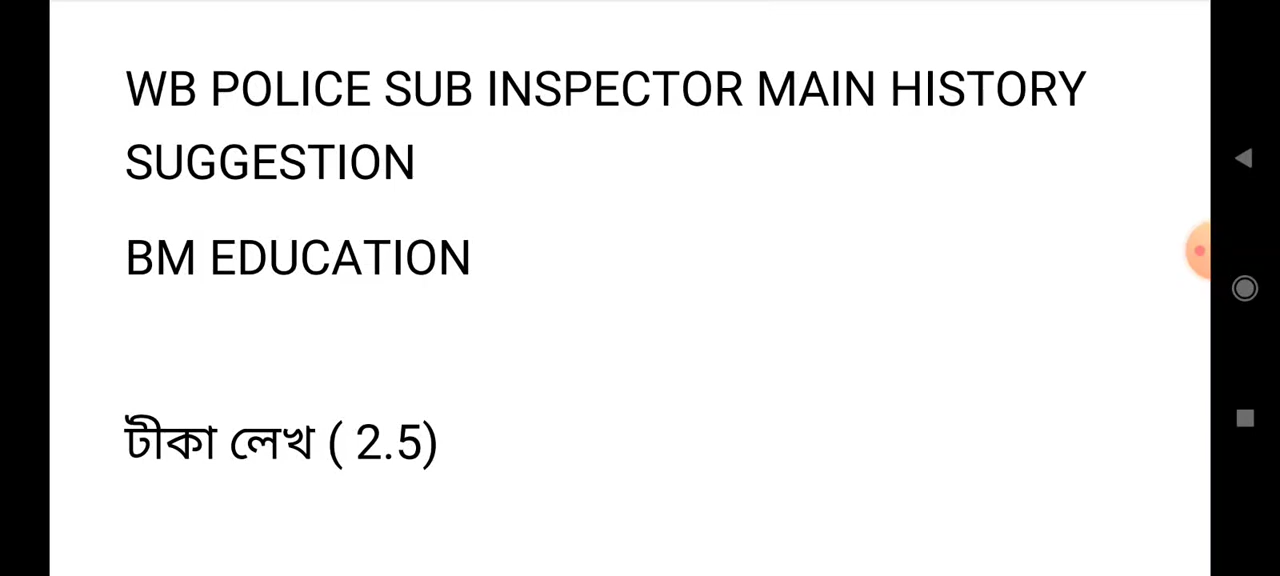 WB POLICE SUB INSPECTOR MAIN HISTORY
SUGGESTION
BM EDUCATION
টীকা লেখ ( 2.5)